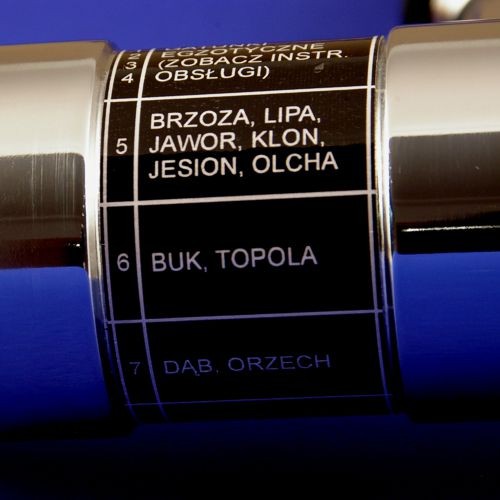 2
3
4
EGZOTYCZNE
(ZOBACZ INSTR.
OBSŁUGI)
5
BRZOZA, LIPA,
JAWOR, KLON,
JESION, OLCHA
6 BUK, TOPOLA
7 DĄB, ORZECH